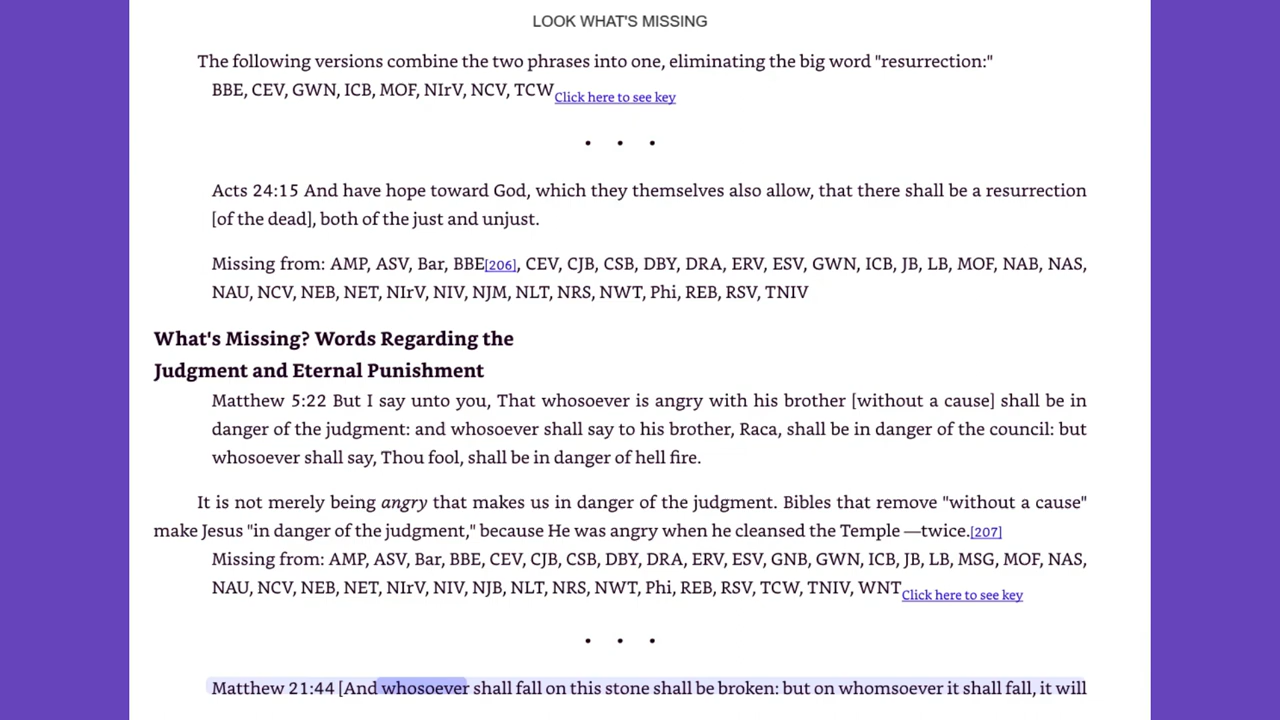 LOOK WHAT'S MISSING
The following versions combine the two phrases into one, eliminating the big word "resurrection:"
BBE, CEV, GWN, ICB, MOF, NIrV, NCV, TCW Click here to see key
• • •
Acts 24:15 And have hope toward God, which they themselves also allow, that there shall be a resurrection
[of the dead], both of the just and unjust.
Missing from: AMP, ASV, Bar, BBE[206], CEV, CJB, CSB, DBY, DRA, ERV, ESV, GWN, ICB, JB, LB, MOF, NAB, NAS,
NAU, NCV, NEB, NET, NIrV, NIV, NJM, NLT, NRS, NWT, Phi, REB, RSV, TNIV
What's Missing? Words Regarding the
Judgment and Eternal Punishment
Matthew 5:22 But I say unto you, That whosoever is angry with his brother [without a cause] shall be in
danger of the judgment: and whosoever shall say to his brother, Raca, shall be in danger of the council: but
whosoever shall say, Thou fool, shall be in danger of hell fire.
It is not merely being angry that makes us in danger of the judgment. Bibles that remove "without a cause"
make Jesus "in danger of the judgment," because He was angry when he cleansed the Temple —twice.[207]
Missing from: AMP, ASV, Bar, BBE, CEV, CJB, CSB, DBY, DRA, ERV, ESV, GNB, GWN, ICB, JB, LB, MSG, MOF, NAS,
NAU, NCV, NEB, NET, NIrV, NIV, NJB, NLT, NRS, NWT, Phi, REB, RSV, TCW, TNIV, WNT Click here to see key
• • •
Matthew 21:44 [And whosoever shall fall on this stone shall be broken: but on whomsoever it shall fall, it will